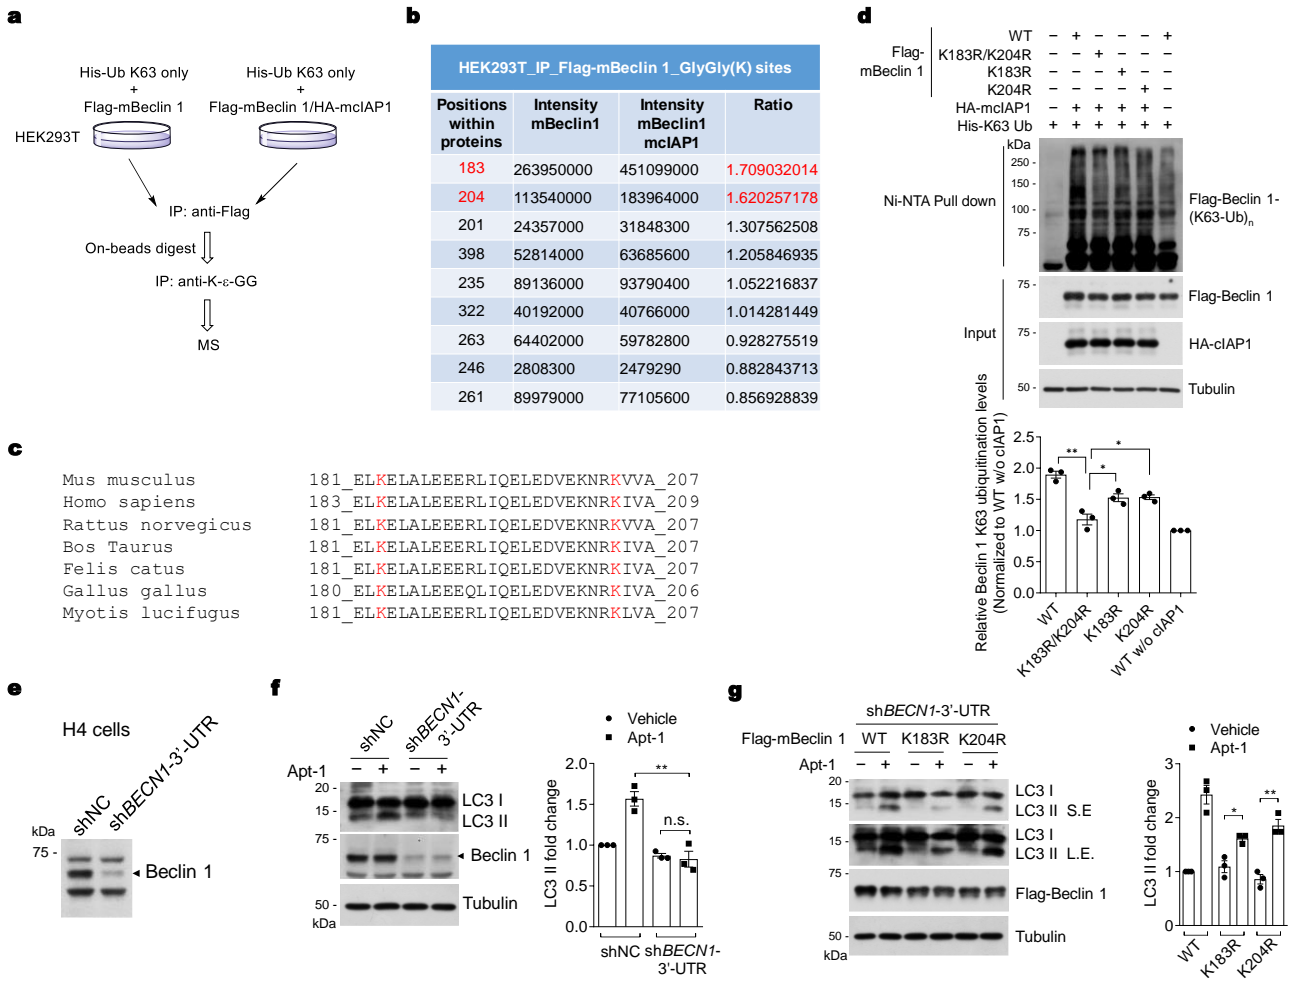 a
His-Ub K63 only
+
Flag-mBeclin 1
His-Ub K63 only
+
Flag-mBeclin 1/HA-mcIAP1
HEK293T
IP: anti-Flag
On-beads digest
IP: anti-K-ε-GG
MS
b
HEK293T_IP_Flag-mBeclin 1_GlyGly(K) sites
Positions within proteins Intensity mBeclin1 Intensity mBeclin1 mcIAP1 Ratio
183 263950000 451099000 1.709032014
204 113540000 183964000 1.620257178
201 24357000 31848300 1.307562508
398 52814000 63685600 1.205846935
235 89136000 93790400 1.052216837
322 40192000 40766000 1.014281449
263 64402000 59782800 0.928275519
246 2808300 2479290 0.882843713
261 89979000 77105600 0.856928839
c
Mus musculus 181_ELKELALEEERLIQELEDVEKNRKVVA_207
Homo sapiens 183_ELKELALEEERLIQELEDVEKNRKIVA_209
Rattus norvegicus 181_ELKELALEEERLIQELEDVEKNRKVVA_207
Bos Taurus 181_ELKELALEEERLIQELEDVEKNRKIVA_207
Felis catus 181_ELKELALEEERLIQELEDVEKNRKIVA_207
Gallus gallus 180_ELKELALEEEQLIQELEDVEKNRKIVA_206
Myotis lucifugus 181_ELKELALEEERLIQELEDVEKNRKLVA_207
d
Flag-mBeclin 1
WT − + − − − +
K183R/K204R − − + − − −
K183R − − − + − −
K204R − − − − + −
HA-mcIAP1 − + + + + −
His-K63 Ub + + + + + +
kDa
250 -
150 -
100 -
75 -
Ni-NTA Pull down
Flag-Beclin 1-
(K63-Ub)n
75 -
Flag-Beclin 1
Input
75 -
HA-cIAP1
50 -
Tubulin
Relative Beclin 1 K63 ubiquitination levels
(Normalized to WT w/o cIAP1)
2.5
2.0
1.5
1.0
0.5
0.0
**
*
*
WT
K183R/K204R
K183R
K204R
WT w/o cIAP1
e
H4 cells
shNC
shBECN1-3'-UTR
kDa
75 -
Beclin 1
f
shNC
shBECN1-
3'-UTR
Apt-1 − + − +
20 -
15 -
LC3 I
LC3 II
75 -
Beclin 1
50 -
Tubulin
kDa
Vehicle
Apt-1
LC3 II fold change
2.0
1.5
1.0
0.5
0.0
**
n.s.
shNC
shBECN1-
3'-UTR
g
shBECN1-3'-UTR
Flag-mBeclin 1 WT K183R K204R
Apt-1 − + − + − +
20 -
15 -
LC3 I
LC3 II S.E
LC3 I
15 -
LC3 II L.E.
75 -
Flag-Beclin 1
50 -
Tubulin
kDa
Vehicle
Apt-1
LC3 II fold change
3
2
1
0
*
**
WT
K183R
K204R